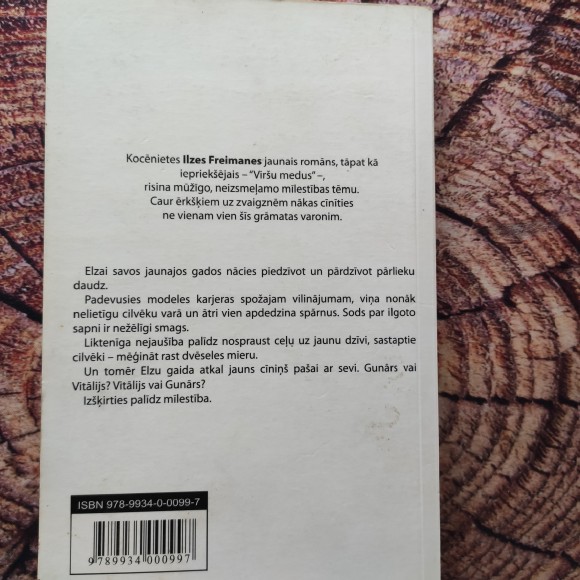 Kocēnietes Ilzes Freimanes jaunais romāns, tāpat kā
iepriekšējais – "Viršu medus" –,
risina mūžīgo, neizsmeļamo mīlestības tēmu.
Caur ērkšķiem uz zvaigznēm nākas cīnīties
ne vienam vien šīs grāmatas varonim.
Elzai savos jaunajos gados nācies piedzīvot un pārdzīvot pārlieku
daudz.
Padevusies modeles karjeras spožajam vilinājumam, viņa nonāk
nelietīgu cilvēku varā un ātri vien apdedzina spārnus. Sods par ilgoto
sapni ir nežēlīgi smags.
Liktenīga nejaušība palīdz nospraust ceļu uz jaunu dzīvi, sastaptie
cilvēki – mēģināt rast dvēseles mieru.
Un tomēr Elzu gaida atkal jauns cīniņš pašai ar sevi. Gunārs vai
Vitālijs? Vitālijs vai Gunārs?
Izšķirties palīdz mīlestība.
ISBN 978-9934-0-0099-7
9789934000997